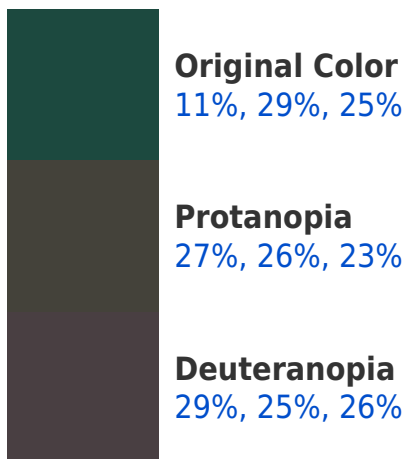 Original Color
11%, 29%, 25%
Protanopia
27%, 26%, 23%
Deuteranopia
29%, 25%, 26%